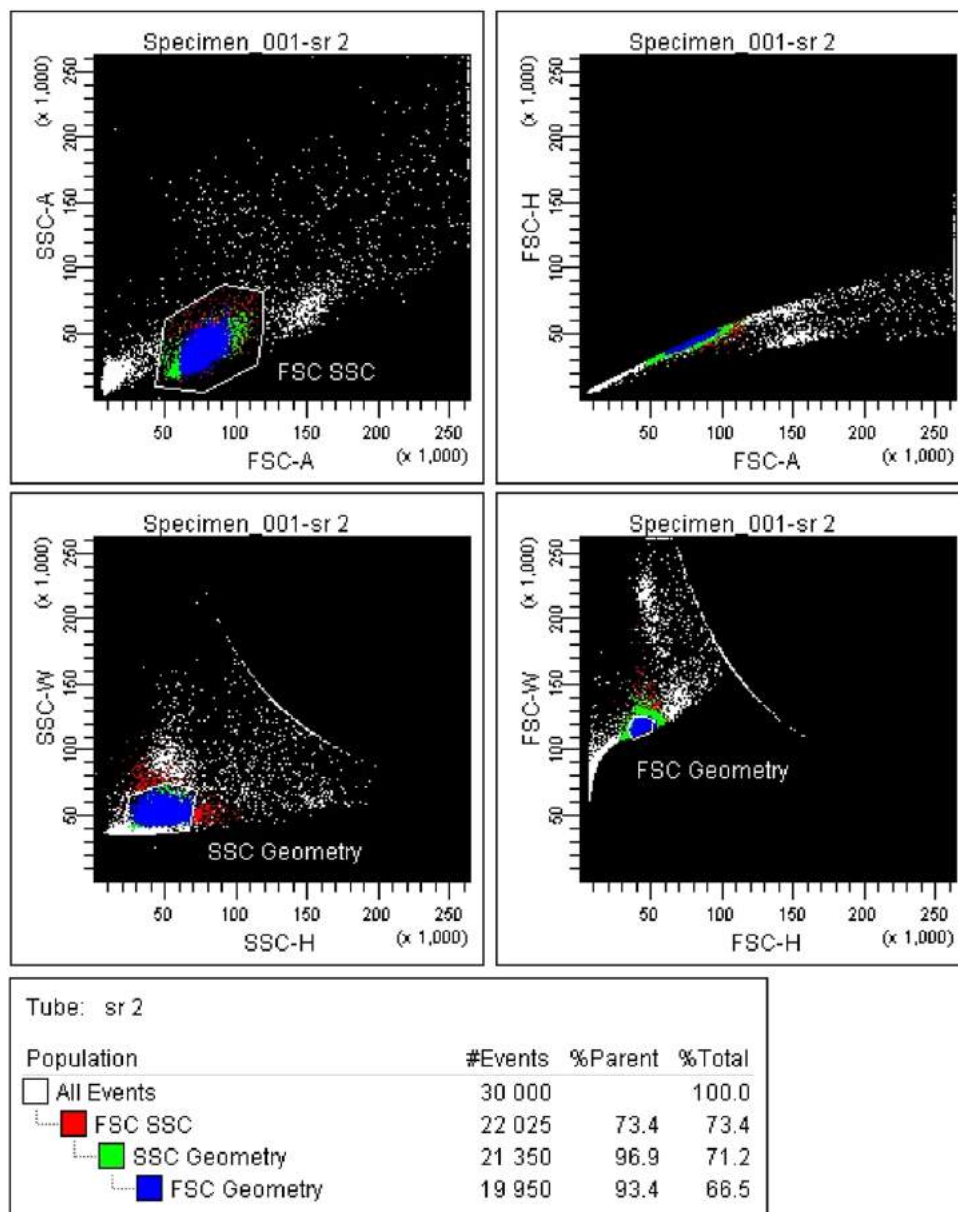 Specimen_001-sr 2
SSC-A
(x 1,000)
50 100 150 200 250
50 100 150 200 250
FSC-A
(x 1,000)
FSC SSC
Specimen_001-sr 2
FSC-H
(x 1,000)
50 100 150 200 250
50 100 150 200 250
FSC-A
(x 1,000)
Specimen_001-sr 2
SSC-W
(x 1,000)
50 100 150 200 250
50 100 150 200 250
SSC-H
(x 1,000)
SSC Geometry
Specimen_001-sr 2
FSC-W
(x 1,000)
50 100 150 200 250
50 100 150 200 250
FSC-H
(x 1,000)
FSC Geometry
Tube: sr 2
Population #Events %Parent %Total
All Events 30 000 100.0
FSC SSC 22 025 73.4 73.4
SSC Geometry 21 350 96.9 71.2
FSC Geometry 19 950 93.4 66.5